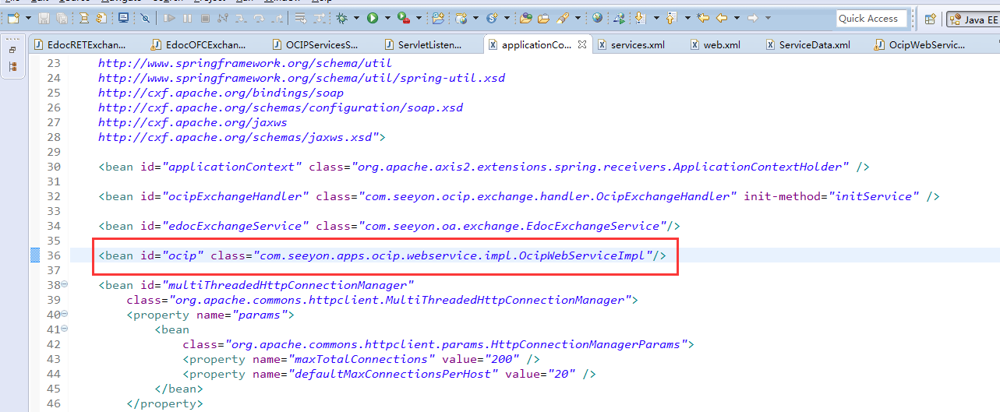 Quick Access
Java EE
EdocRETExchan...
EdocOFCExchan...
OCIPServicesS...
ServletListen...
applicationCo...
services.xml
web.xml
ServiceData.xml
OcipWebServic...
23 http://www.springframework.org/schema/util
24 http://www.springframework.org/schema/util/spring-util.xsd
25 http://cxf.apache.org/bindings/soap
26 http://cxf.apache.org/schemas/configuration/soap.xsd
27 http://cxf.apache.org/jaxws
28 http://cxf.apache.org/schemas/jaxws.xsd">
29
30 <bean id="applicationContext" class="org.apache.axis2.extensions.spring.receivers.ApplicationContextHolder" />
31
32 <bean id="ocipExchangeHandler" class="com.seeyon.ocip.exchange.handler.OcipExchangeHandler" init-method="initService" />
33
34 <bean id="edocExchangeService" class="com.seeyon.oa.exchange.EdocExchangeService"/>
35
36 <bean id="ocip" class="com.seeyon.apps.ocip.webservice.impl.OcipWebServiceImpl"/>
37
38 <bean id="multiThreadedHttpConnectionManager"
39 class="org.apache.commons.httpclient.MultiThreadedHttpConnectionManager">
40 <property name="params">
41 <bean
42 class="org.apache.commons.httpclient.params.HttpConnectionManagerParams">
43 <property name="maxTotalConnections" value="200" />
44 <property name="defaultMaxConnectionsPerHost" value="20" />
45 </bean>
46 </property>